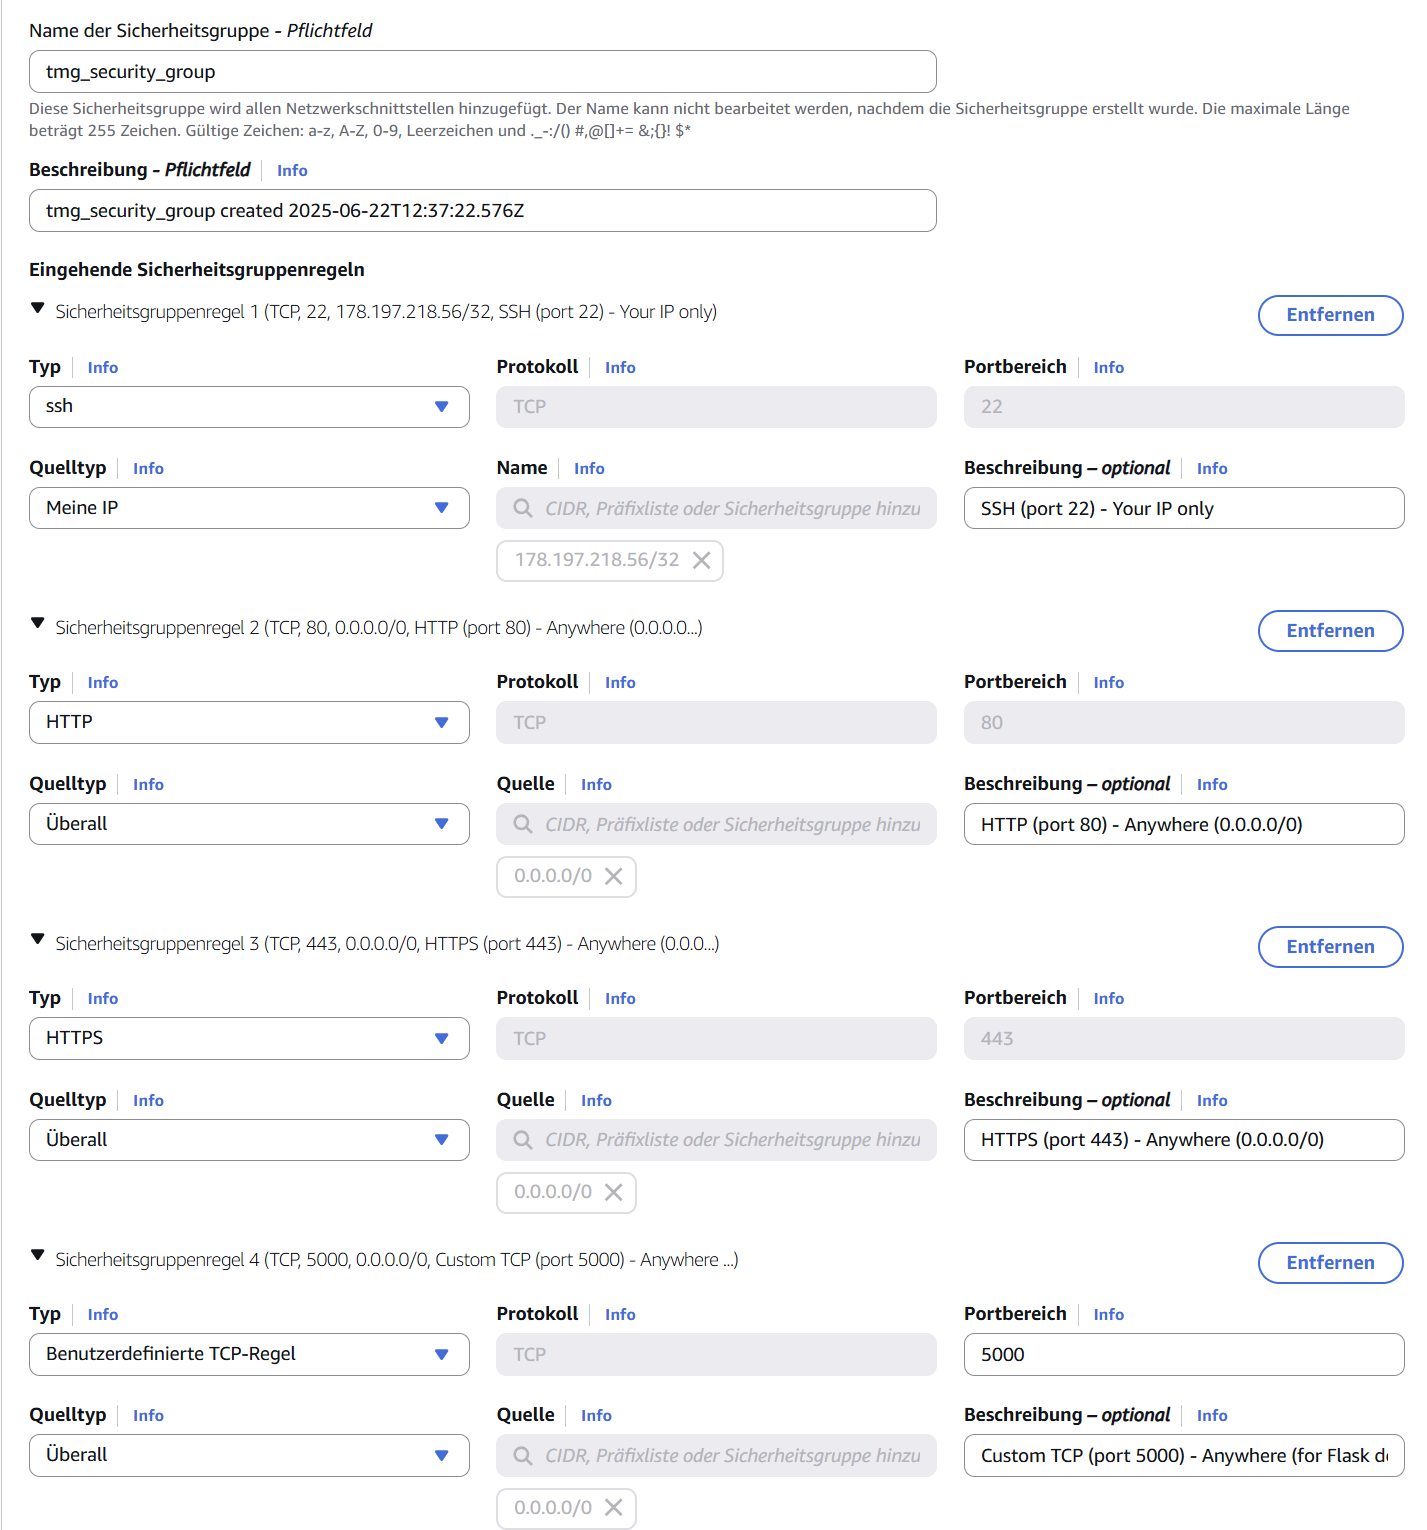 Name der Sicherheitsgruppe - Pflichtfeld
tmg_security_group
Diese Sicherheitsgruppe wird allen Netzwerkschnittstellen hinzugefügt. Der Name kann nicht bearbeitet werden, nachdem die Sicherheitsgruppe erstellt wurde. Die maximale Länge
beträgt 255 Zeichen. Gültige Zeichen: a-z, A-Z, 0-9, Leerzeichen und ._-:/() #,@[]+= &;{}! $*
Beschreibung - Pflichtfeld Info
tmg_security_group created 2025-06-22T12:37:22.576Z
Eingehende Sicherheitsgruppenregeln
Sicherheitsgruppenregel 1 (TCP, 22, 178.197.218.56/32, SSH (port 22) - Your IP only) Entfernen
Typ Info Protokoll Info Portbereich Info
ssh TCP 22
Quelltyp Info Name Info Beschreibung – optional Info
Meine IP CIDR, Präfixliste oder Sicherheitsgruppe hinzu SSH (port 22) - Your IP only
178.197.218.56/32
Sicherheitsgruppenregel 2 (TCP, 80, 0.0.0.0/0, HTTP (port 80) - Anywhere (0.0.0.0...) Entfernen
Typ Info Protokoll Info Portbereich Info
HTTP TCP 80
Quelltyp Info Quelle Info Beschreibung – optional Info
Überall CIDR, Präfixliste oder Sicherheitsgruppe hinzu HTTP (port 80) - Anywhere (0.0.0.0/0)
0.0.0.0/0
Sicherheitsgruppenregel 3 (TCP, 443, 0.0.0.0/0, HTTPS (port 443) - Anywhere (0.0.0...) Entfernen
Typ Info Protokoll Info Portbereich Info
HTTPS TCP 443
Quelltyp Info Quelle Info Beschreibung – optional Info
Überall CIDR, Präfixliste oder Sicherheitsgruppe hinzu HTTPS (port 443) - Anywhere (0.0.0.0/0)
0.0.0.0/0
Sicherheitsgruppenregel 4 (TCP, 5000, 0.0.0.0/0, Custom TCP (port 5000) - Anywhere ...) Entfernen
Typ Info Protokoll Info Portbereich Info
Benutzerdefinierte TCP-Regel TCP 5000
Quelltyp Info Quelle Info Beschreibung – optional Info
Überall CIDR, Präfixliste oder Sicherheitsgruppe hinzu Custom TCP (port 5000) - Anywhere (for Flask
0.0.0.0/0